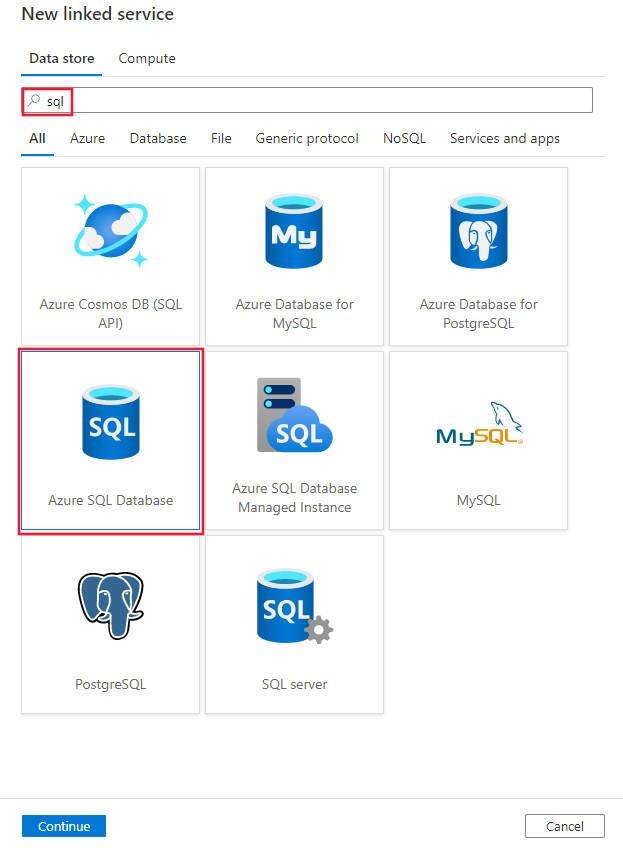 New linked service
Data store Compute
sql
All Azure Database File Generic protocol NoSQL Services and apps
My
Azure Cosmos DB (SQL
API)
Azure Database for
MySQL
Azure Database for
PostgreSQL
SQL
SQL
MySQL®
Azure SQL Database
Azure SQL Database
Managed Instance
MySQL
SQL
PostgreSQL
SQL server
Continue Cancel